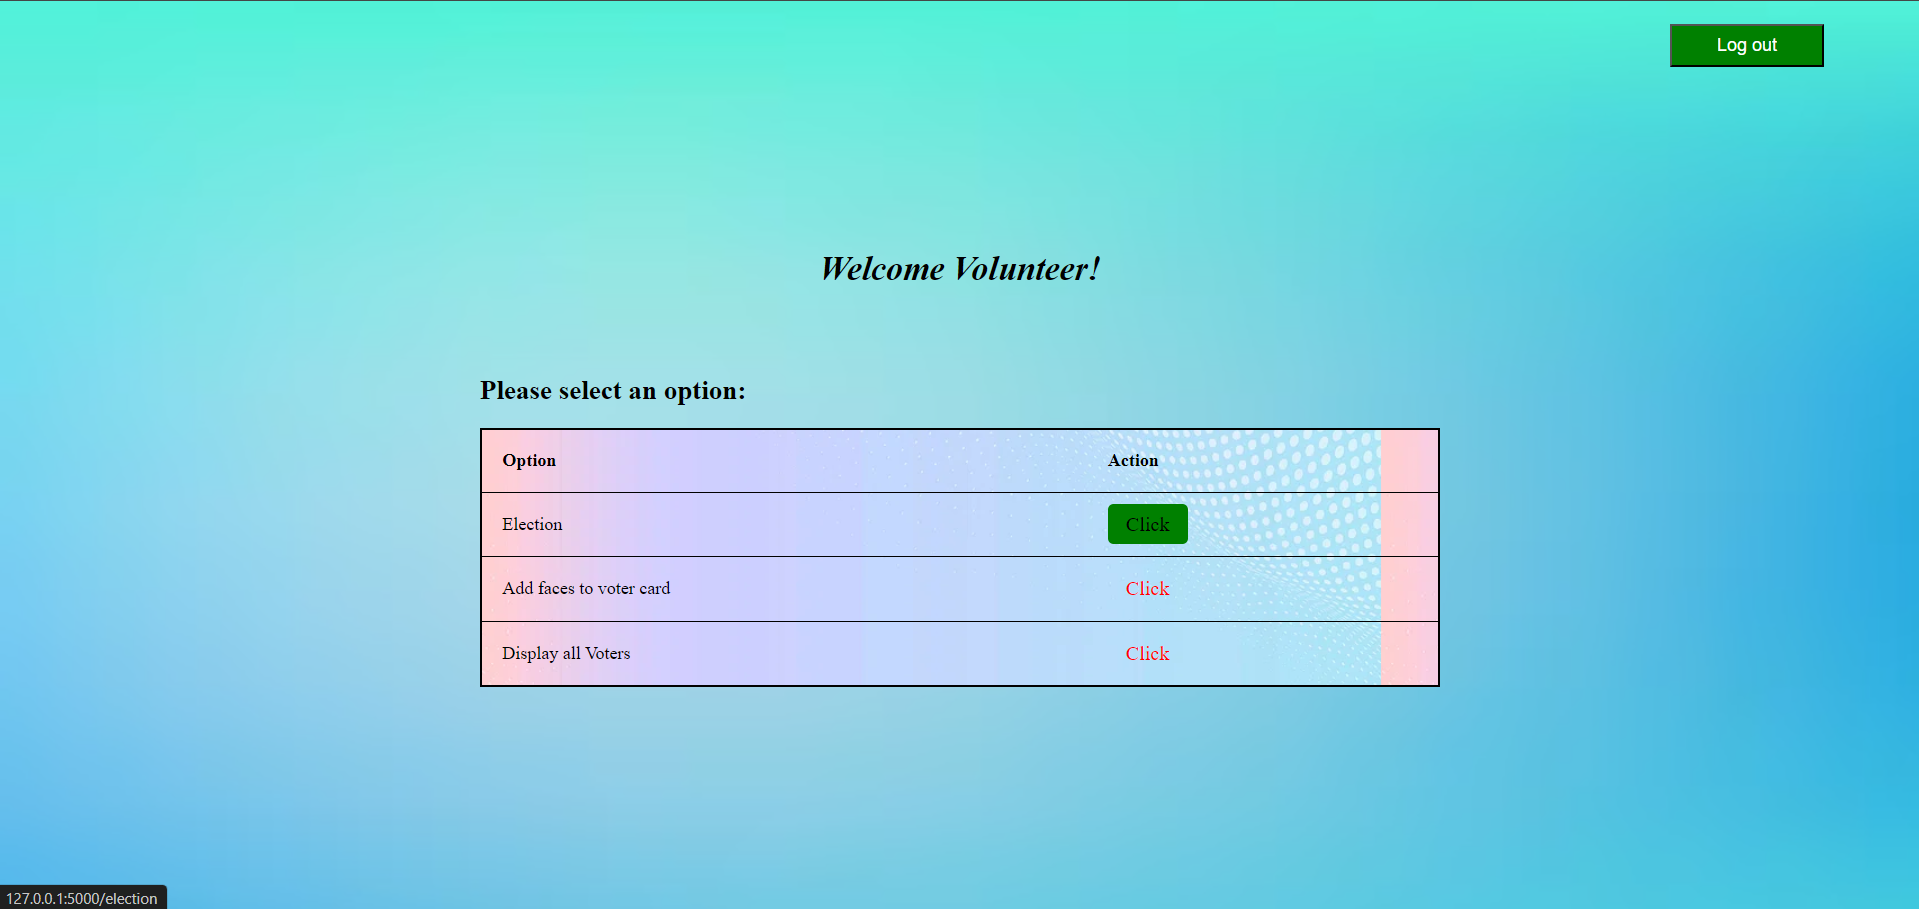 Log out
Welcome Volunteer!
Please select an option:
Option Action
Election Click
Add faces to voter card Click
Display all Voters Click
127.0.0.1:5000/election